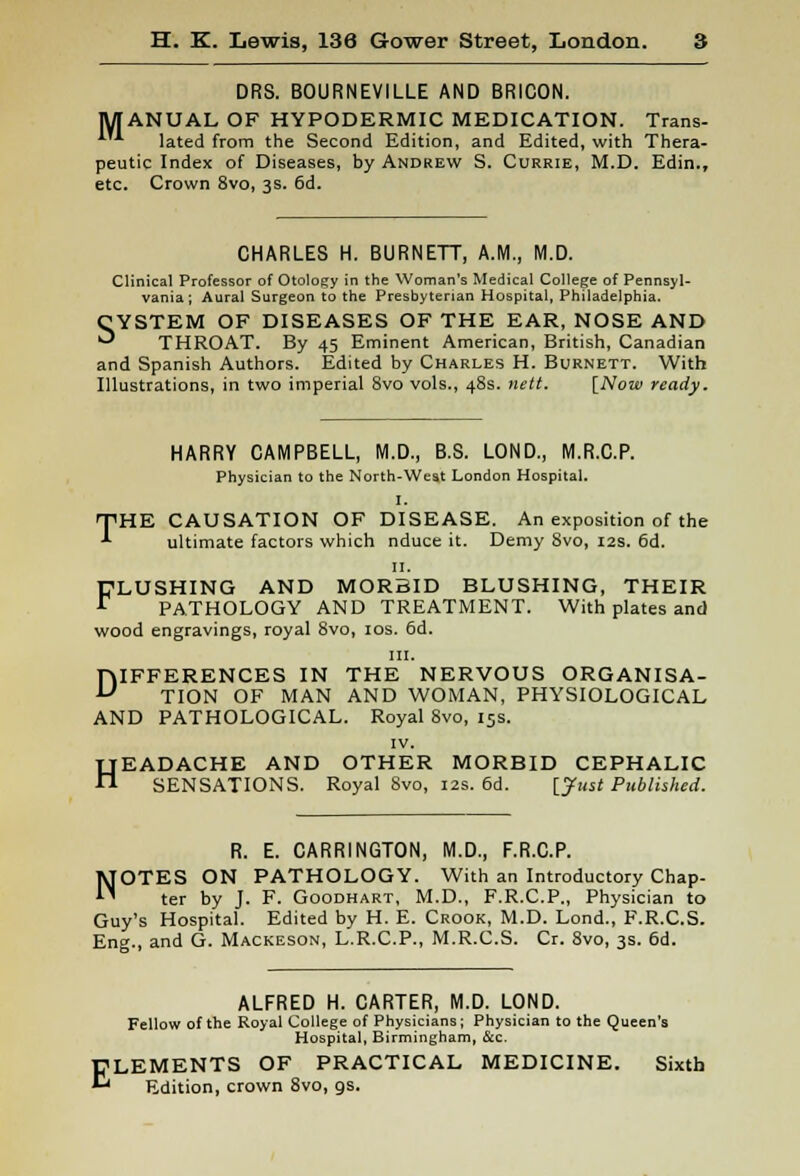 H. K. Lewis, 136 Gower Street, London. 3
DRS. BOURNEVILLE AND BRICON.
MANUAL OF HYPODERMIC MEDICATION. Trans-
lated from the Second Edition, and Edited, with Thera-
peutic Index of Diseases, by Andrew S. Currie, M.D. Edin.,
etc. Crown 8vo, 3s. 6d.
CHARLES H. BURNETT, A.M., M.D.
Clinical Professor of Otology in the Woman's Medical College of Pennsyl-
vania; Aural Surgeon to the Presbyterian Hospital, Philadelphia.
SYSTEM OF DISEASES OF THE EAR, NOSE AND
THROAT. By 45 Eminent American, British, Canadian
and Spanish Authors. Edited by Charles H. Burnett. With
Illustrations, in two imperial 8vo vols., 48s. nett. [Now ready.
HARRY CAMPBELL, M.D., B.S. LOND., M.R.C.P.
Physician to the North-West London Hospital.
I.
THE CAUSATION OF DISEASE. An exposition of the
ultimate factors which nduce it. Demy 8vo, 12s. 6d.
II.
FLUSHING AND MORBID BLUSHING, THEIR
PATHOLOGY AND TREATMENT. With plates and
wood engravings, royal 8vo, 10s. 6d.
III.
DIFFERENCES IN THE NERVOUS ORGANISA-
TION OF MAN AND WOMAN, PHYSIOLOGICAL
AND PATHOLOGICAL. Royal 8vo, 15s.
IV.
HEADACHE AND OTHER MORBID CEPHALIC
SENSATIONS. Royal 8vo, 12s. 6d. [Just Published.
R. E. CARRINGTON, M.D., F.R.C.P.
NOTES ON PATHOLOGY. With an Introductory Chap-
ter by J. F. Goodhart, M.D., F.R.C.P., Physician to
Guy's Hospital. Edited by H. E. Crook, M.D. Lond., F.R.C.S.
Eng., and G. Mackeson, L.R.C.P., M.R.C.S. Cr. 8vo, 3s. 6d.
ALFRED H. CARTER, M.D. LOND.
Fellow of the Royal College of Physicians; Physician to the Queen's
Hospital, Birmingham, &c.
ELEMENTS OF PRACTICAL MEDICINE. Sixth
Edition, crown 8vo, 9s.